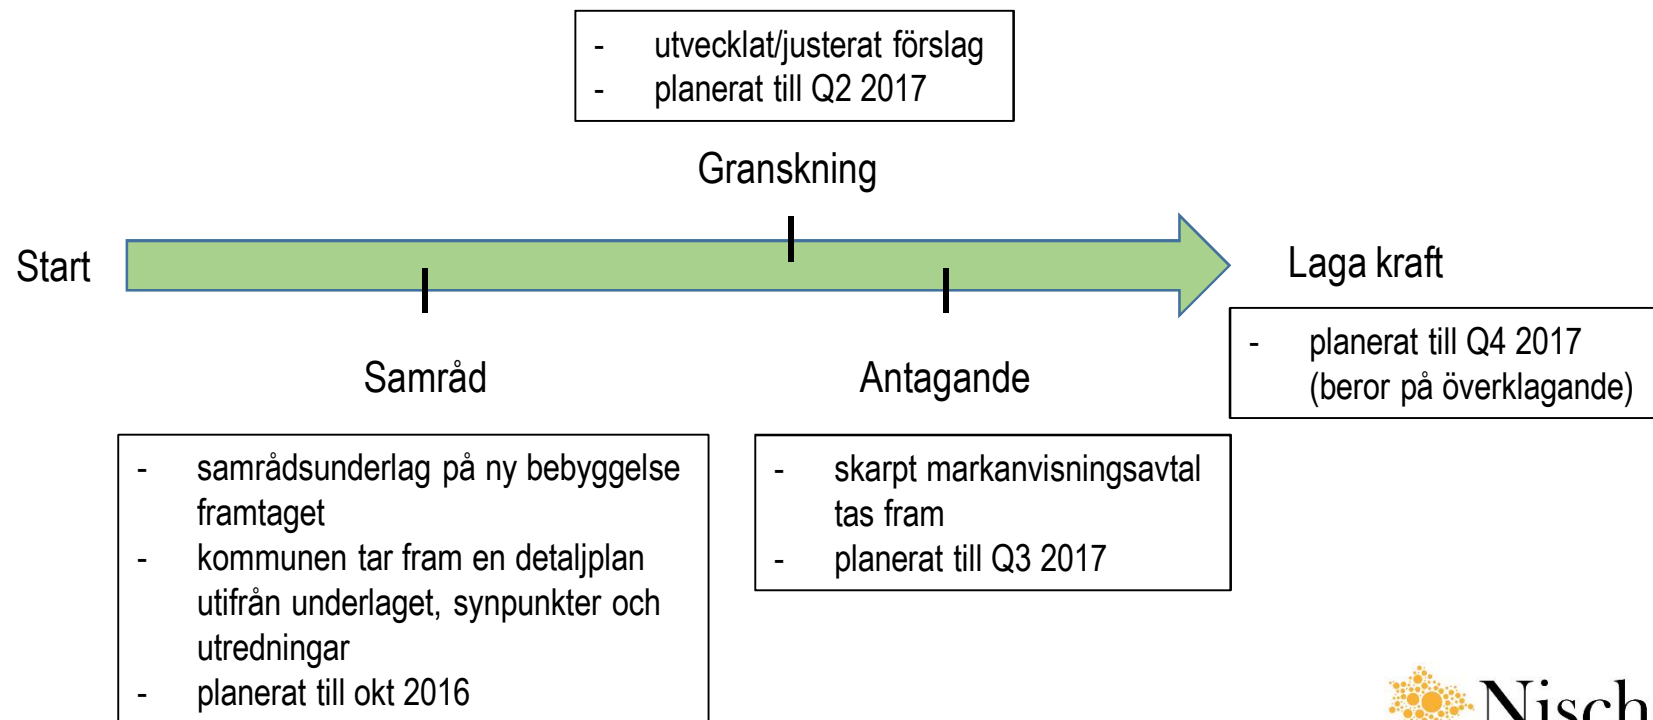 - utvecklat/justerat förslag
- planerat till Q2 2017
Granskning
Start
Laga kraft
- planerat till Q4 2017
(beror på överklagande)
Samråd
Antagande
- samrådsunderlag på ny bebyggelse
framtaget
- kommunen tar fram en detaljplan
utifrån underlaget, synpunkter och
utredningar
- planerat till okt 2016
- skarpt markanvisningsavtal
tas fram
- planerat till Q3 2017
Nisch